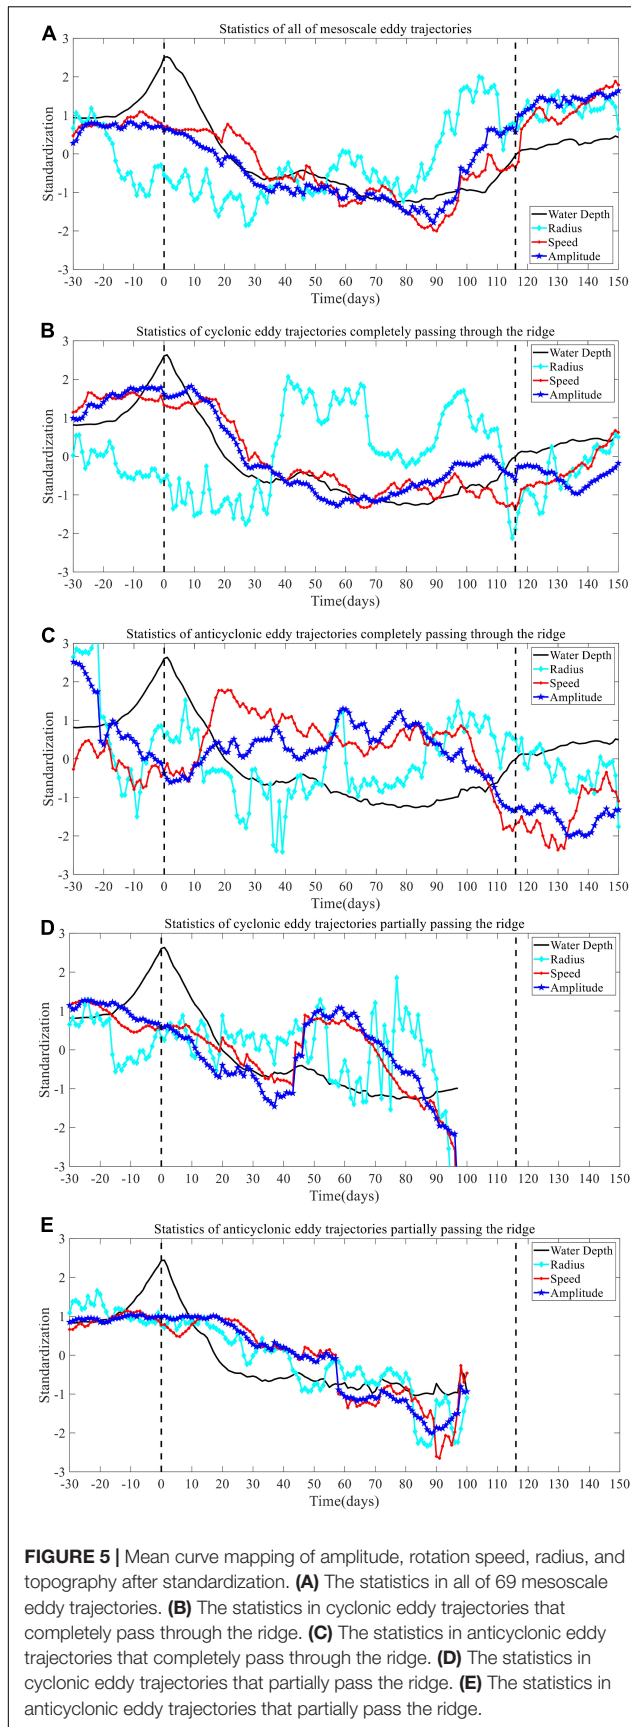 A
Statistics of all of mesoscale eddy trajectories
3
2
1
0
-1
-2
-3
Standardization
Water Depth
Radius
Speed
Amplitude
-30 -20 -10 0 10 20 30 40 50 60 70 80 90 100 110 120 130 140 150
Time(days)
B
Statistics of cyclonic eddy trajectories completely passing through the ridge
3
2
1
0
-1
-2
-3
Standardization
Water Depth
Radius
Speed
Amplitude
-30 -20 -10 0 10 20 30 40 50 60 70 80 90 100 110 120 130 140 150
Time(days)
C
Statistics of anticyclonic eddy trajectories completely passing through the ridge
3
2
1
0
-1
-2
-3
Standardization
Water Depth
Radius
Speed
Amplitude
-30 -20 -10 0 10 20 30 40 50 60 70 80 90 100 110 120 130 140 150
Time(days)
D
Statistics of cyclonic eddy trajectories partially passing the ridge
3
2
1
0
-1
-2
-3
Standardization
Water Depth
Radius
Speed
Amplitude
-30 -20 -10 0 10 20 30 40 50 60 70 80 90 100 110 120 130 140 150
Time(days)
E
Statistics of anticyclonic eddy trajectories partially passing the ridge
3
2
1
0
-1
-2
-3
Standardization
Water Depth
Radius
Speed
Amplitude
-30 -20 -10 0 10 20 30 40 50 60 70 80 90 100 110 120 130 140 150
Time(days)
FIGURE 5 | Mean curve mapping of amplitude, rotation speed, radius, and
topography after standardization. (A) The statistics in all of 69 mesoscale
eddy trajectories. (B) The statistics in cyclonic eddy trajectories that
completely pass through the ridge. (C) The statistics in anticyclonic eddy
trajectories that completely pass through the ridge. (D) The statistics in
cyclonic eddy trajectories that partially pass the ridge. (E) The statistics in
anticyclonic eddy trajectories that partially pass the ridge.